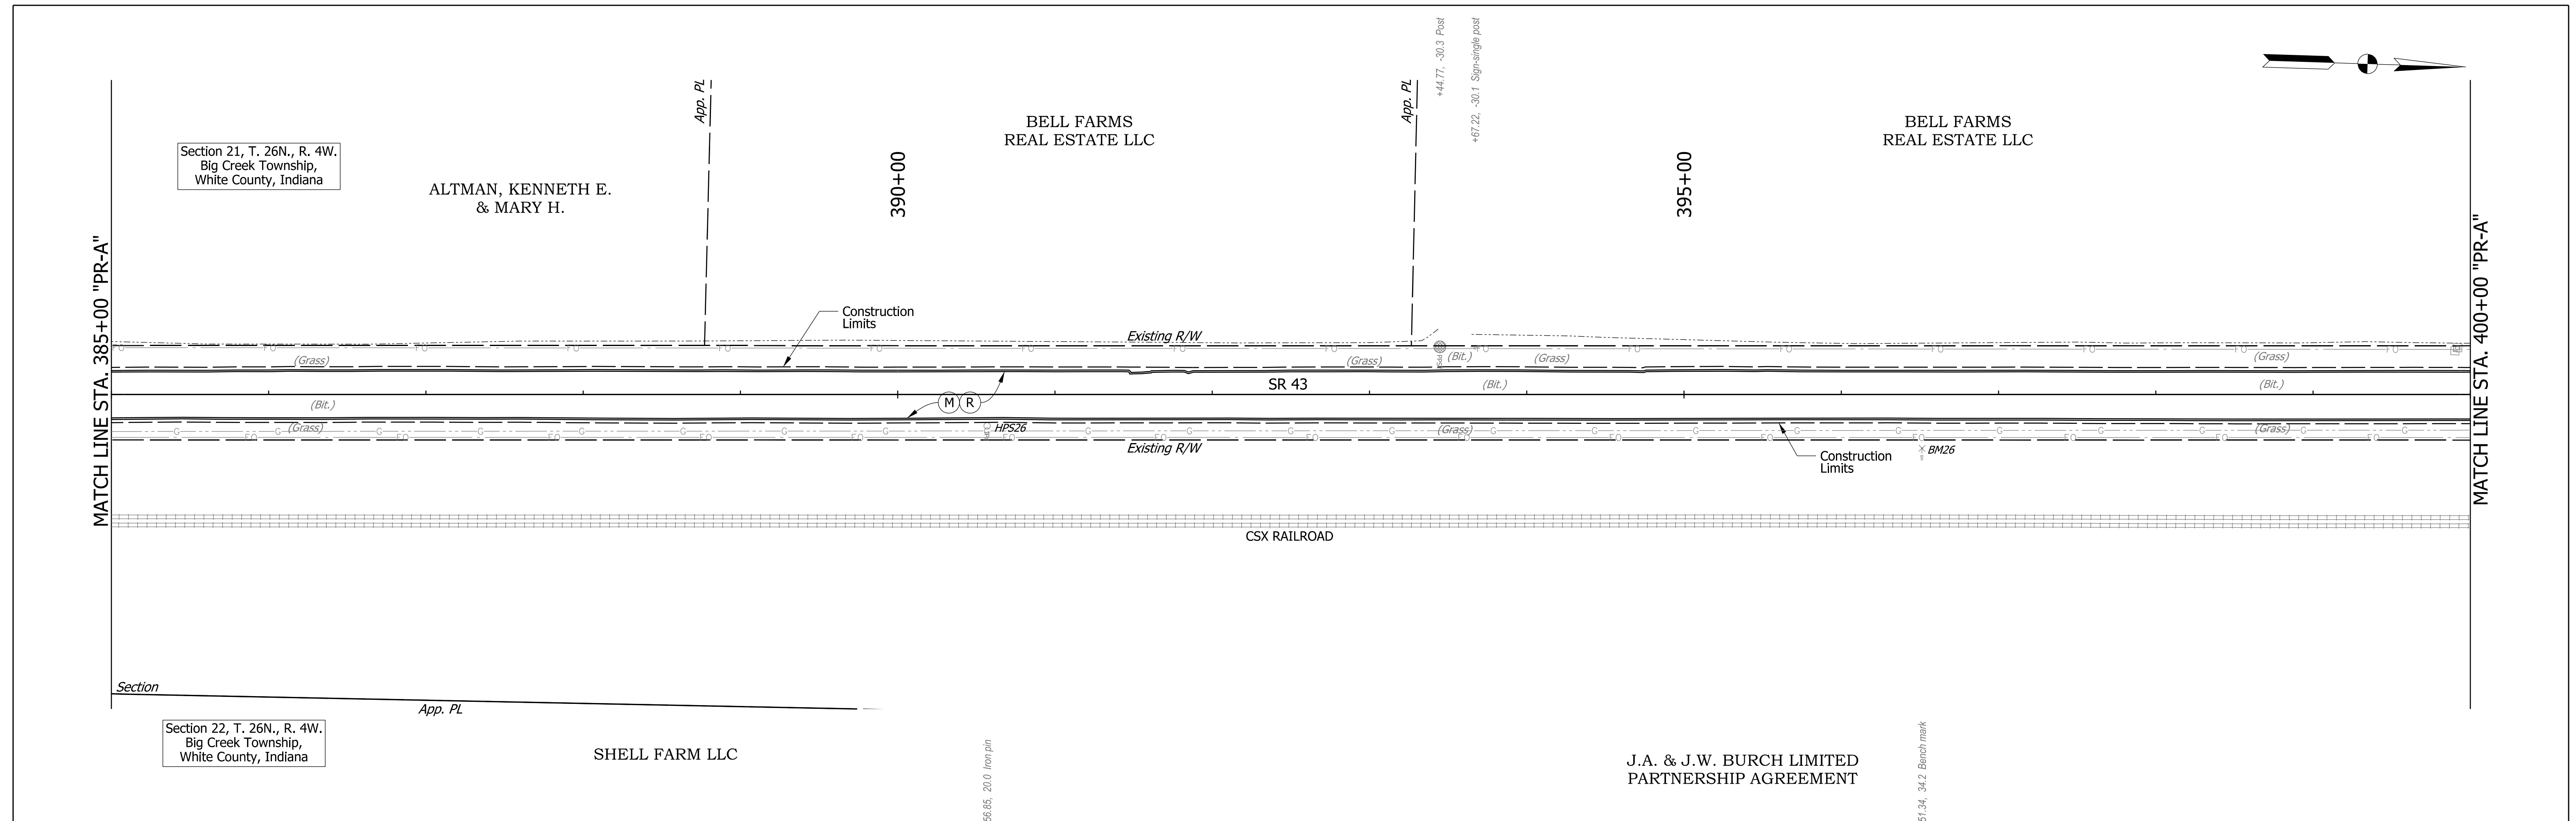 +44.77, -30.3 Post
+67.22, -30.1 Sign-single post
App. PL
App. PL
BELL FARMS
REAL ESTATE LLC
BELL FARMS
REAL ESTATE LLC
Section 21, T. 26N., R. 4W.
Big Creek Township,
White County, Indiana
ALTMAN, KENNETH E.
& MARY H.
390+00
395+00
MATCH LINE STA. 385+00 "PR-A"
MATCH LINE STA. 400+00 "PR-A"
Construction
Limits
Existing R/W
(Grass)
(Grass)
(Bit.)
(Grass)
(Grass)
SR 43
(Bit.)
(Bit.)
(Bit.)
M R
(Grass)
HPS26
(Grass)
(Grass)
Existing R/W
Construction
Limits
BM26
CSX RAILROAD
Section
App. PL
Section 22, T. 26N., R. 4W.
Big Creek Township,
White County, Indiana
SHELL FARM LLC
56.85, 20.0 Iron pin
J.A. & J.W. BURCH LIMITED
PARTNERSHIP AGREEMENT
51.34, 34.2 Bench mark